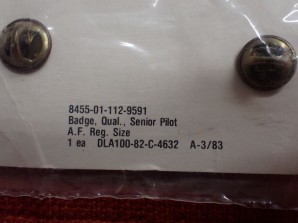 8455-01-112-9591
Badge, Qual., Senior Pilot
A.F. Reg. Size
1 ea DLA100-82-C-4632 A-3/83